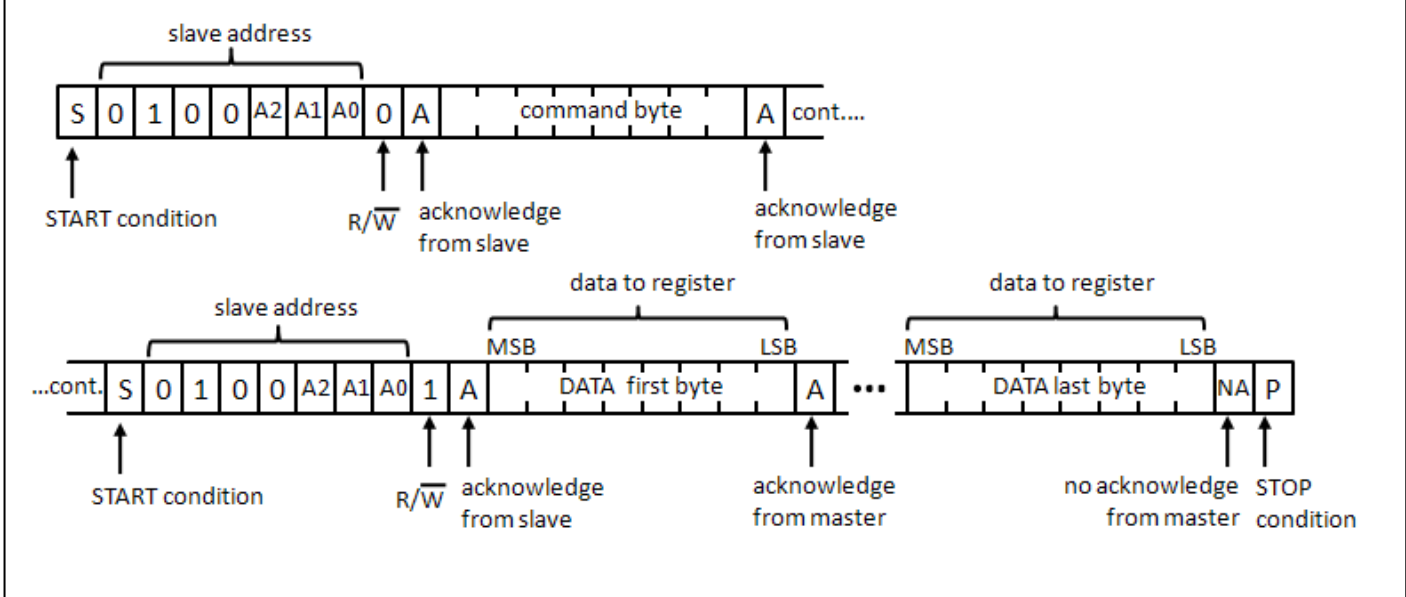 slave address
S 0 1 0 0 A2 A1 A0 0 A command byte A cont....
START condition
R/W̅
acknowledge
from slave
acknowledge
from slave
slave address
data to register
data to register
MSB LSB MSB LSB
...cont. S 0 1 0 0 A2 A1 A0 1 A DATA first byte A ••• DATA last byte NA P
START condition
R/W̅
acknowledge
from slave
acknowledge
from master
no acknowledge
from master
STOP
condition